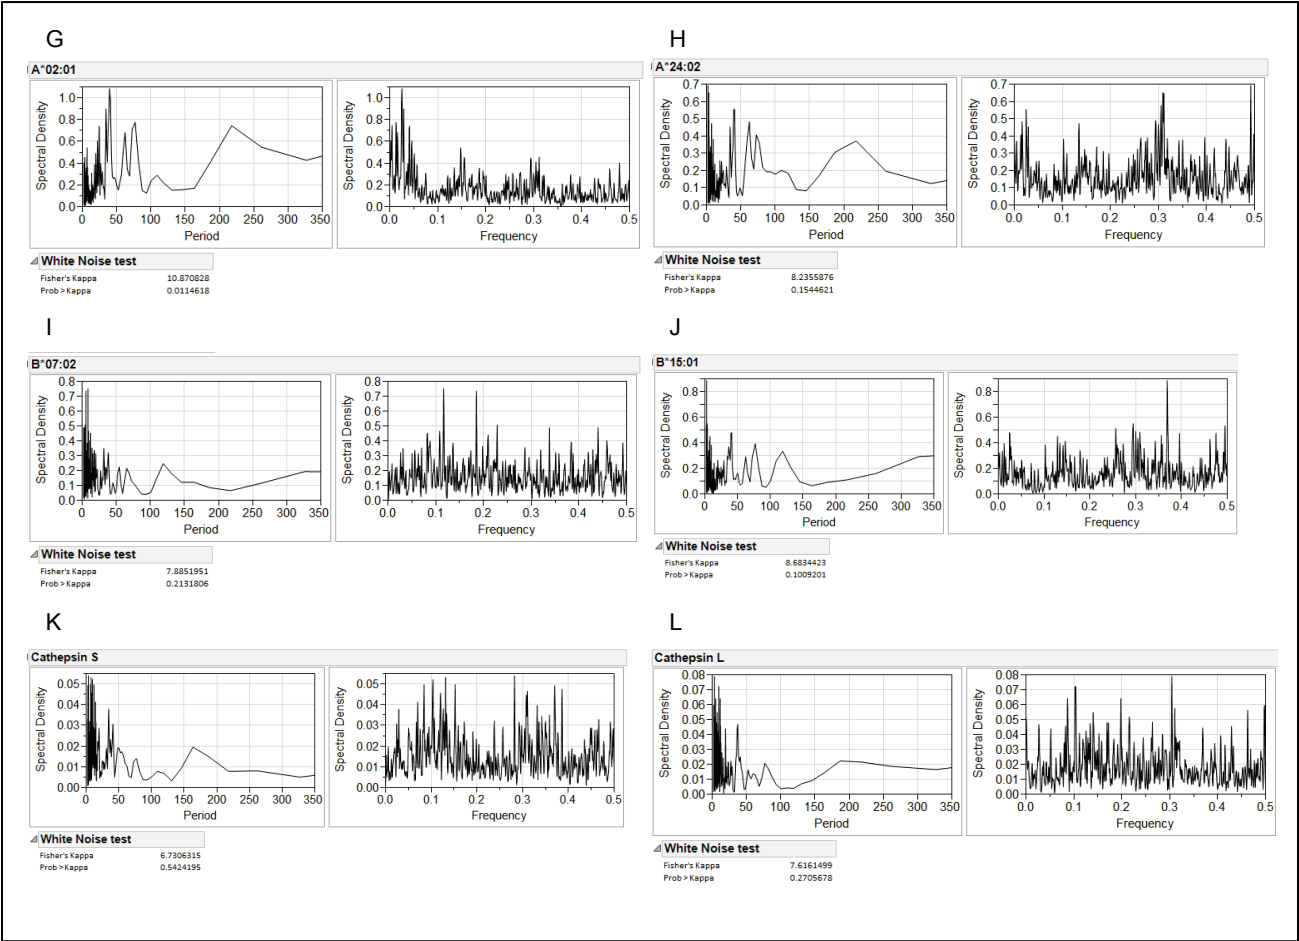 G
A*02:01
Spectral Density
1.0
0.8
0.6
0.4
0.2
0.0
0 50 100 150 200 250 300 350
Period
Spectral Density
1.0
0.8
0.6
0.4
0.2
0.0
0.0 0.1 0.2 0.3 0.4 0.5
Frequency
White Noise test
Fisher's Kappa 10.870828
Prob > Kappa 0.0114618
H
A*24:02
Spectral Density
0.7
0.6
0.5
0.4
0.3
0.2
0.1
0.0
0 50 100 150 200 250 300 350
Period
Spectral Density
0.7
0.6
0.5
0.4
0.3
0.2
0.1
0.0
0.0 0.1 0.2 0.3 0.4 0.5
Frequency
White Noise test
Fisher's Kappa 8.2355876
Prob > Kappa 0.1544621
I
B*07:02
Spectral Density
0.8
0.7
0.6
0.5
0.4
0.3
0.2
0.1
0.0
0 50 100 150 200 250 300 350
Period
Spectral Density
0.8
0.7
0.6
0.5
0.4
0.3
0.2
0.1
0.0
0.0 0.1 0.2 0.3 0.4 0.5
Frequency
White Noise test
Fisher's Kappa 7.8851951
Prob > Kappa 0.2131806
J
B*15:01
Spectral Density
0.8
0.6
0.4
0.2
0.0
0 50 100 150 200 250 300 350
Period
Spectral Density
0.8
0.6
0.4
0.2
0.0
0.0 0.1 0.2 0.3 0.4 0.5
Frequency
White Noise test
Fisher's Kappa 8.6834423
Prob > Kappa 0.1009201
K
Cathepsin S
Spectral Density
0.05
0.04
0.03
0.02
0.01
0.00
0 50 100 150 200 250 300 350
Period
Spectral Density
0.05
0.04
0.03
0.02
0.01
0.00
0.0 0.1 0.2 0.3 0.4 0.5
Frequency
White Noise test
Fisher's Kappa 6.7306315
Prob > Kappa 0.5424195
L
Cathepsin L
Spectral Density
0.08
0.07
0.06
0.05
0.04
0.03
0.02
0.01
0.00
0 50 100 150 200 250 300 350
Period
Spectral Density
0.08
0.07
0.06
0.05
0.04
0.03
0.02
0.01
0.00
0.0 0.1 0.2 0.3 0.4 0.5
Frequency
White Noise test
Fisher's Kappa 7.6161499
Prob > Kappa 0.2705678